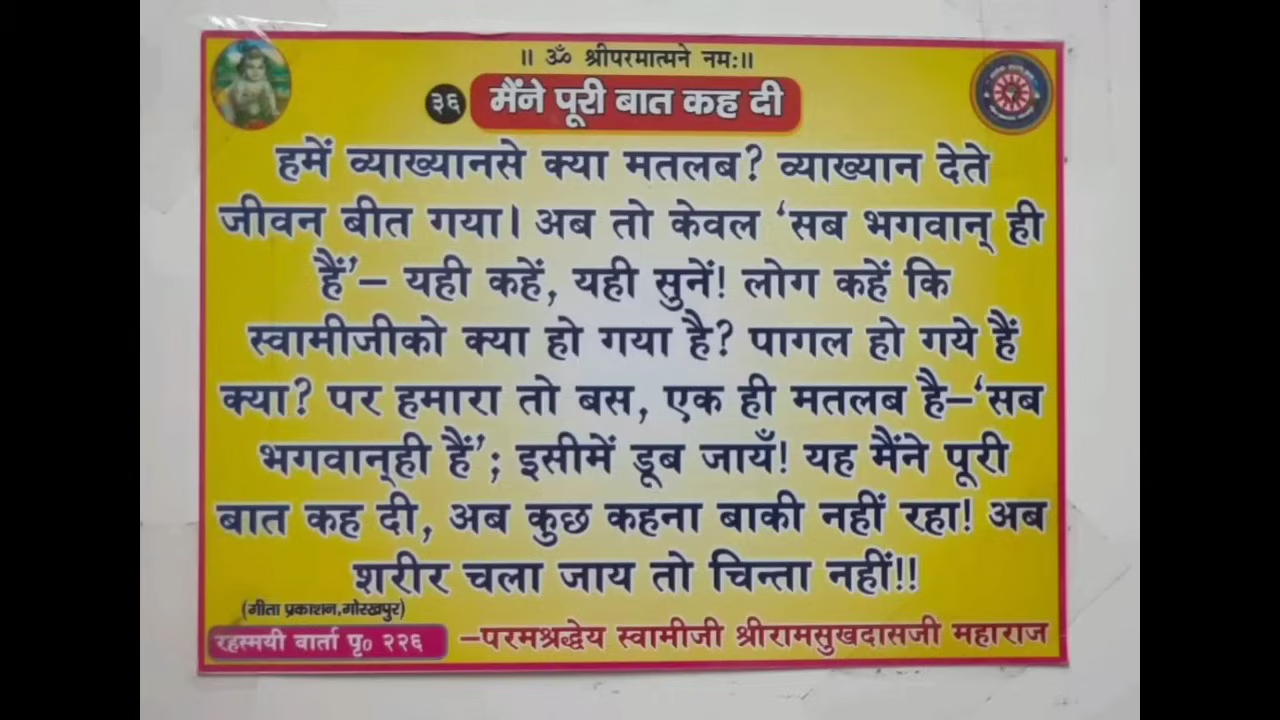 ॥ ॐ श्रीपरमात्मने नमः॥
३६ मैंने पूरी बात कह दी
हमें व्याख्यानसे क्या मतलब? व्याख्यान देते
जीवन बीत गया। अब तो केवल ‘सब भगवान् ही
हैं’– यही कहें, यही सुनें! लोग कहें कि
स्वामीजीको क्या हो गया है? पागल हो गये हैं
क्या? पर हमारा तो बस, एक ही मतलब है–‘सब
भगवान्‌ही हैं’; इसीमें डूब जायँ! यह मैंने पूरी
बात कह दी, अब कुछ कहना बाकी नहीं रहा! अब
शरीर चला जाय तो चिन्ता नहीं!!
(गीता प्रकाशन,गोरखपुर)
रहस्मयी वार्ता पृ० २२६
–परमश्रद्धेय स्वामीजी श्रीरामसुखदासजी महाराज